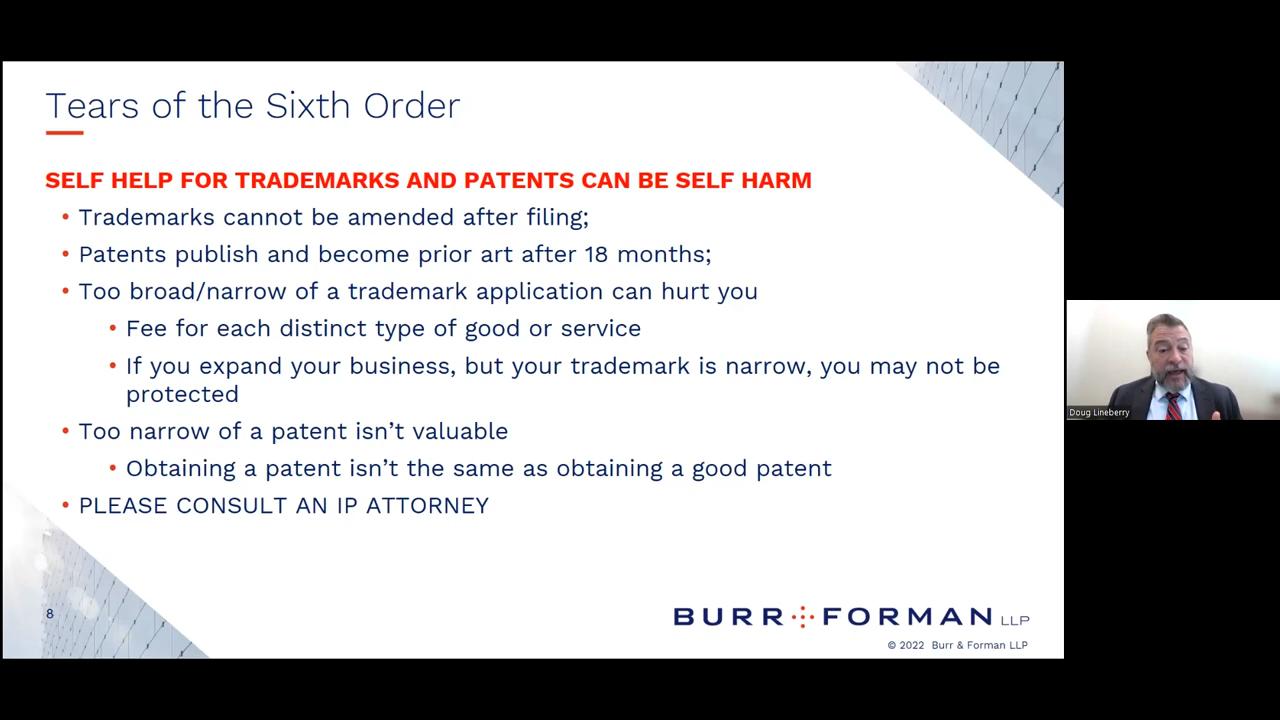 Tears of the Sixth Order
SELF HELP FOR TRADEMARKS AND PATENTS CAN BE SELF HARM
• Trademarks cannot be amended after filing;
• Patents publish and become prior art after 18 months;
• Too broad/narrow of a trademark application can hurt you
• Fee for each distinct type of good or service
• If you expand your business, but your trademark is narrow, you may not be
protected
• Too narrow of a patent isn’t valuable
• Obtaining a patent isn’t the same as obtaining a good patent
• PLEASE CONSULT AN IP ATTORNEY
Doug Lineberry
8
BURR FORMAN LLP
© 2022 Burr & Forman LLP